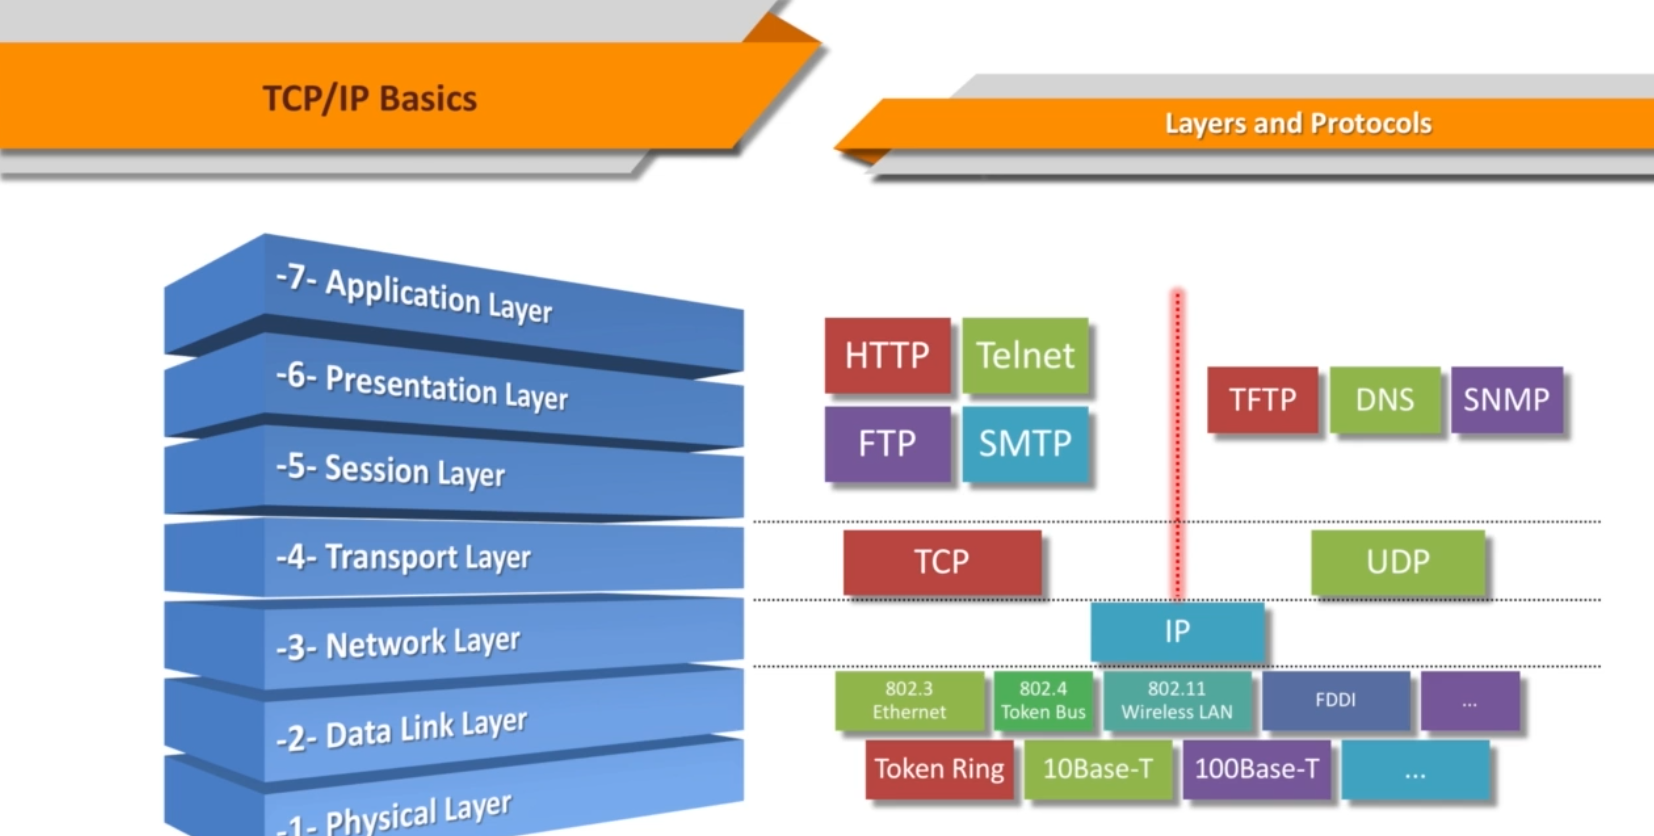 TCP/IP Basics
Layers and Protocols
-7- Application Layer
-6- Presentation Layer
-5- Session Layer
-4- Transport Layer
-3- Network Layer
-2- Data Link Layer
-1- Physical Layer
HTTP Telnet
FTP SMTP
TFTP DNS SNMP
TCP UDP
IP
802.3
Ethernet
802.4
Token Bus
802.11
Wireless LAN
FDDI
...
Token Ring 10Base-T 100Base-T ...